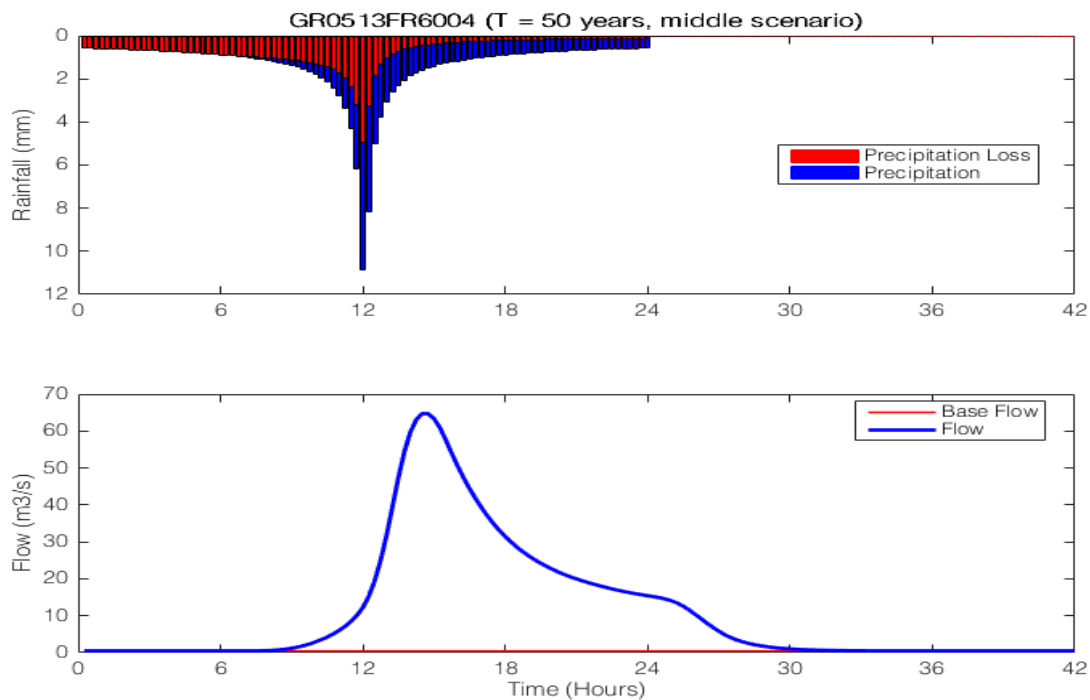 GR0513FR6004 (T = 50 years, middle scenario)
0
2
4
6
8
10
12
Rainfall (mm)
Precipitation Loss
Precipitation
0 6 12 18 24 30 36 42
70
60
50
40
30
20
10
0
Flow (m3/s)
Base Flow
Flow
0 6 12 18 24 30 36 42
Time (Hours)